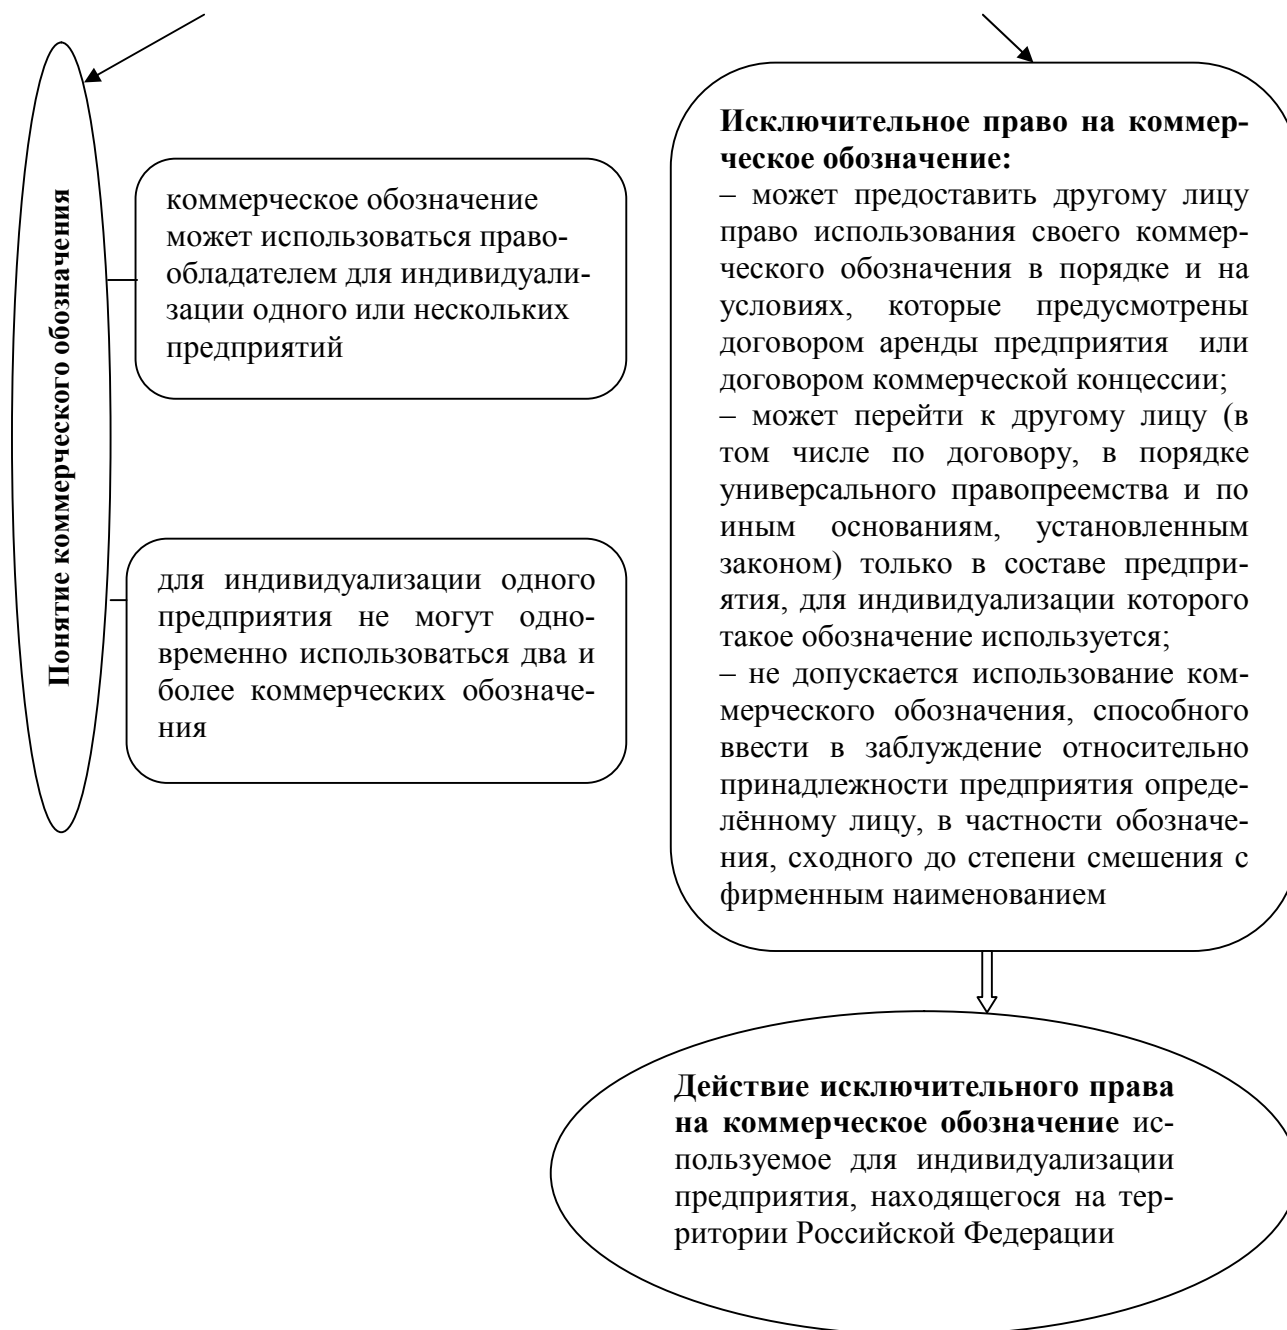 Понятие коммерческого обозначения
коммерческое обозначение
может использоваться право-
обладателем для индивидуали-
зации одного или нескольких
предприятий
для индивидуализации одного
предприятия не могут одно-
временно использоваться два и
более коммерческих обозначе-
ния
Исключительное право на коммер-
ческое обозначение:
– может предоставить другому лицу
право использования своего коммер-
ческого обозначения в порядке и на
условиях, которые предусмотрены
договором аренды предприятия или
договором коммерческой концессии;
– может перейти к другому лицу (в
том числе по договору, в порядке
универсального правопреемства и по
иным основаниям, установленным
законом) только в составе предпри-
ятия, для индивидуализации которого
такое обозначение используется;
– не допускается использование ком-
мерческого обозначения, способного
ввести в заблуждение относительно
принадлежности предприятия опреде-
лённому лицу, в частности обозначе-
ния, сходного до степени смешения с
фирменным наименованием
Действие исключительного права
на коммерческое обозначение ис-
пользуемое для индивидуализации
предприятия, находящегося на тер-
ритории Российской Федерации